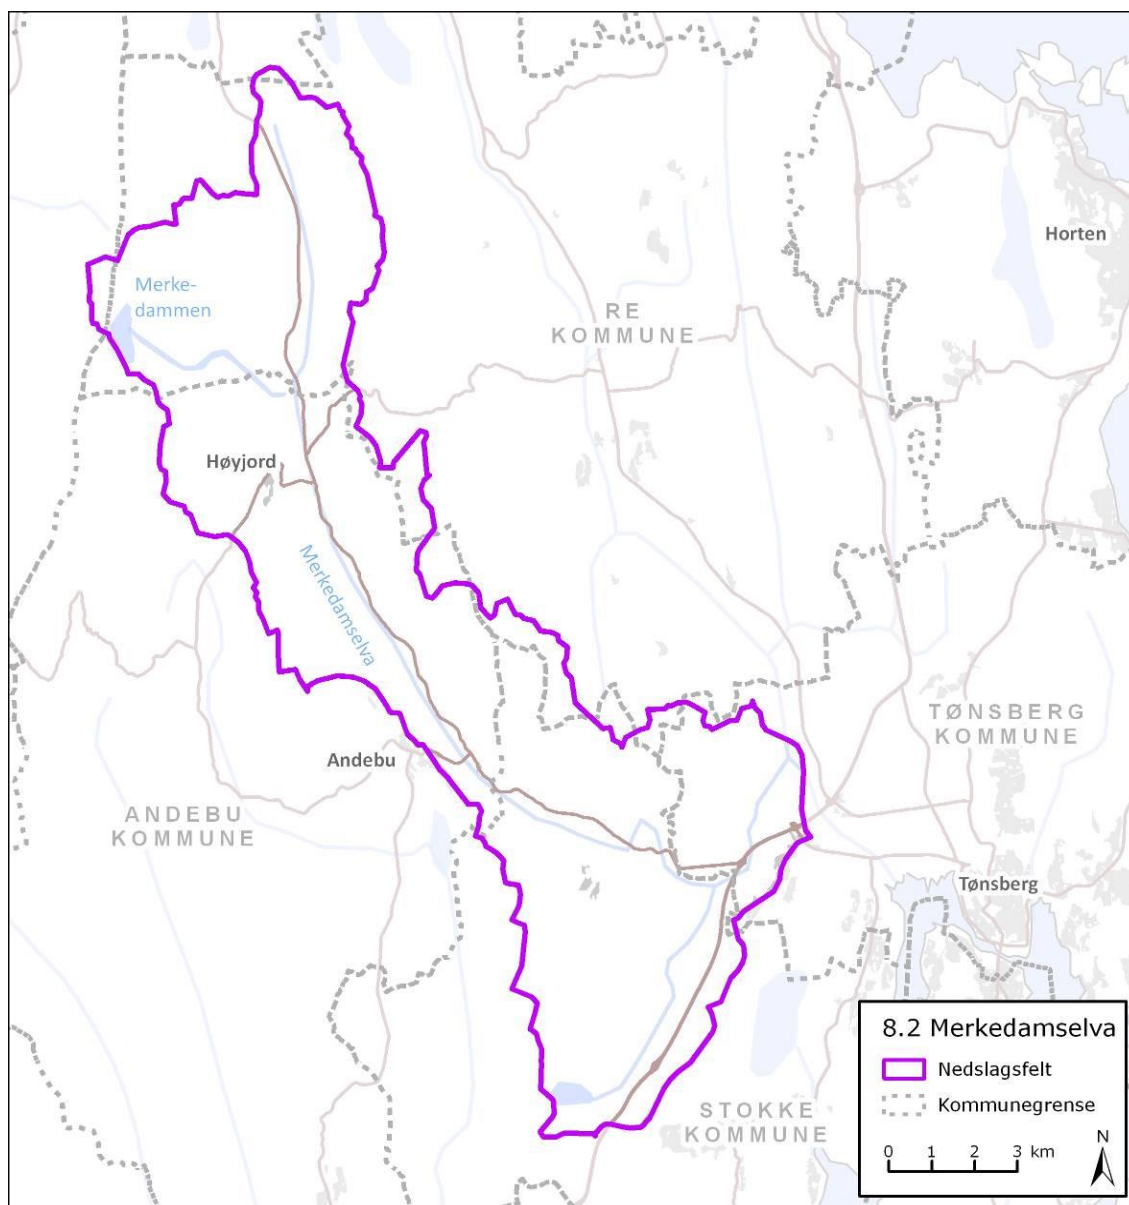 Horten
Merke-
dammen
RE
KOMMUNE
Høyjord
Merkedamselva
TØNSBERG
KOMMUNE
Andebu
ANDEBU
KOMMUNE
Tønsberg
STOKKE
KOMMUNE
8.2 Merkedamselva
Nedslagsfelt
Kommunegrense
0 1 2 3 km
N